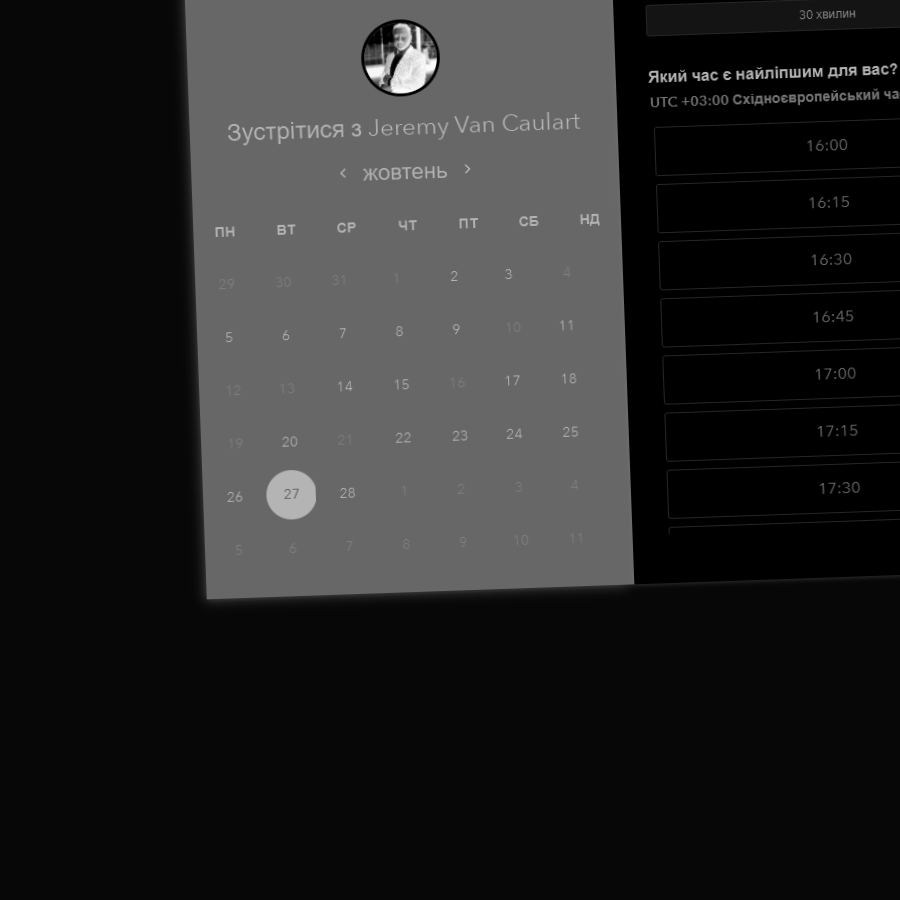 Зустрітися з Jeremy Van Caulart
‹ жовтень ›
ПН ВТ СР ЧТ ПТ СБ НД
29 30 31 1 2 3 4
5 6 7 8 9 10 11
12 13 14 15 16 17 18
19 20 21 22 23 24 25
26 27 28 1 2 3 4
5 6 7 8 9 10 11
30 хвилин
Який час є найліпшим для вас?
UTC +03:00 Східноєвропейський
16:00
16:15
16:30
16:45
17:00
17:15
17:30